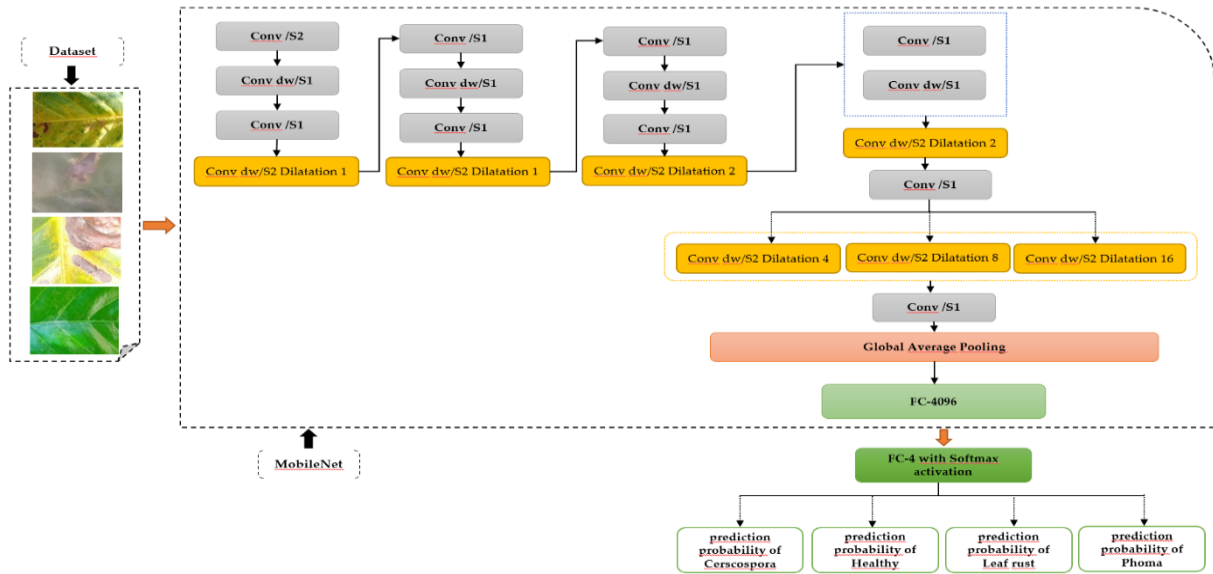 Dataset
Conv /S2
Conv dw/S1
Conv /S1
Conv dw/S2 Dilatation 1
Conv /S1
Conv dw/S1
Conv /S1
Conv dw/S2 Dilatation 1
Conv /S1
Conv dw/S1
Conv /S1
Conv dw/S2 Dilatation 2
Conv /S1
Conv dw/S1
Conv dw/S2 Dilatation 2
Conv /S1
Conv dw/S2 Dilatation 4
Conv dw/S2 Dilatation 8
Conv dw/S2 Dilatation 16
Conv /S1
Global Average Pooling
FC-4096
MobileNet
FC-4 with Softmax
activation
prediction
probability of
Cerscospora
prediction
probability of
Healthy
prediction
probability of
Leaf rust
prediction
probability of
Phoma